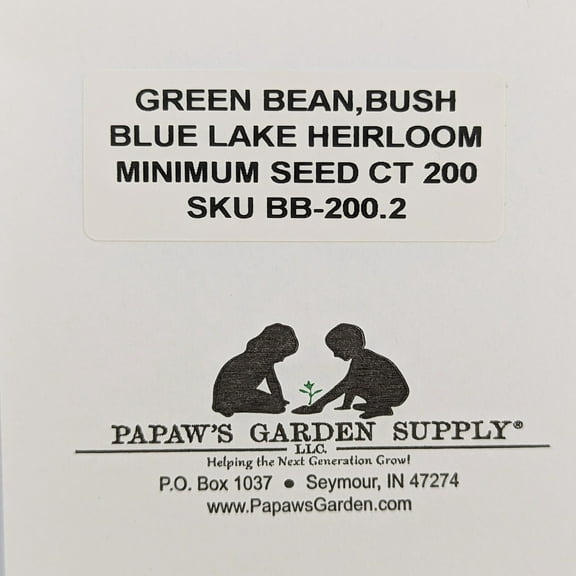 GREEN BEAN,BUSH
BLUE LAKE HEIRLOOM
MINIMUM SEED CT 200
SKU BB-200.2
PAPAW'S GARDEN SUPPLY®
LLC.
Helping the Next Generation Grow!
P.O. Box 1037 ● Seymour, IN 47274
www.PapawsGarden.com